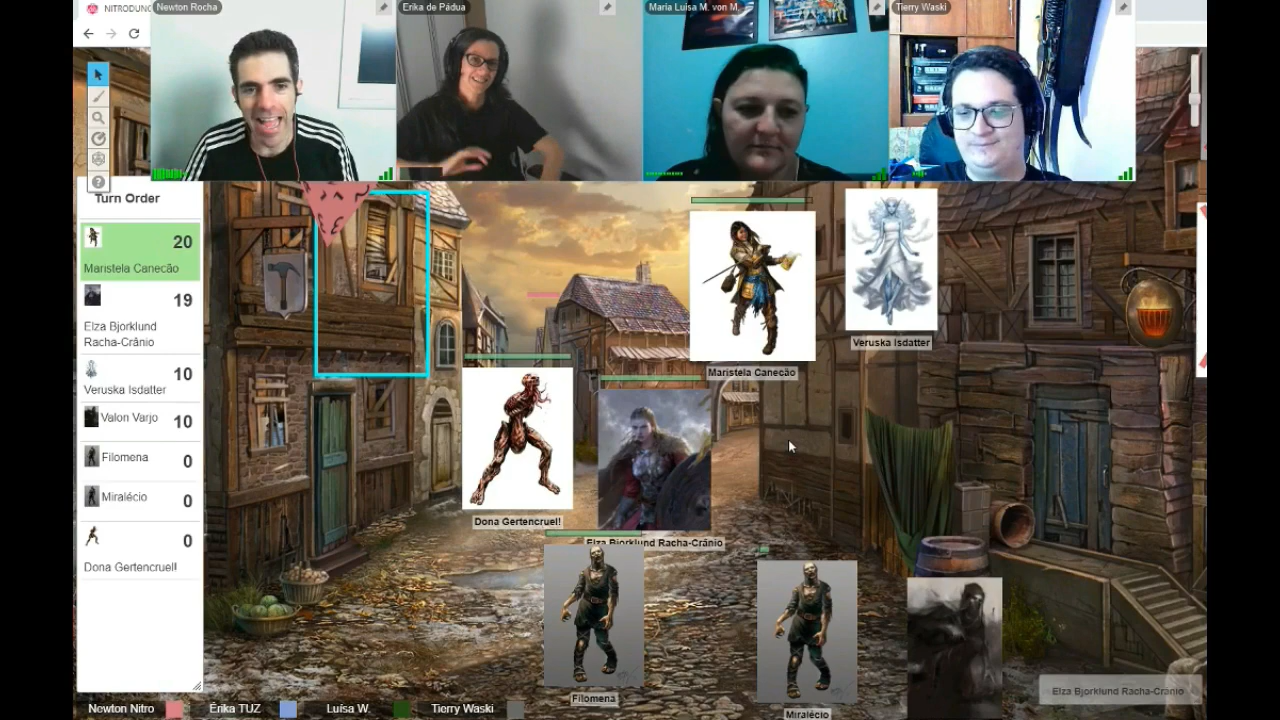 NITRODUNG
Newton Rocha
Erika de Pádua
Maria Luísa M. von M.
Tierry Waski
Turn Order
20
Maristela Canecão
19
Elza Bjorklund
Racha-Crânio
10
Veruska Isdatter
Valon Varjo
10
Filomena
0
Miralécio
0
0
Dona Gertencruel!
Veruska Isdatter
Maristela Canecão
Dona Gertencruel!
Elza Bjorklund Racha-Crânio
Filomena
Miralécio
Elza Bjorklund Racha-Crânio
Newton Nitro
Érika TUZ
Luísa W.
Tierry Waski